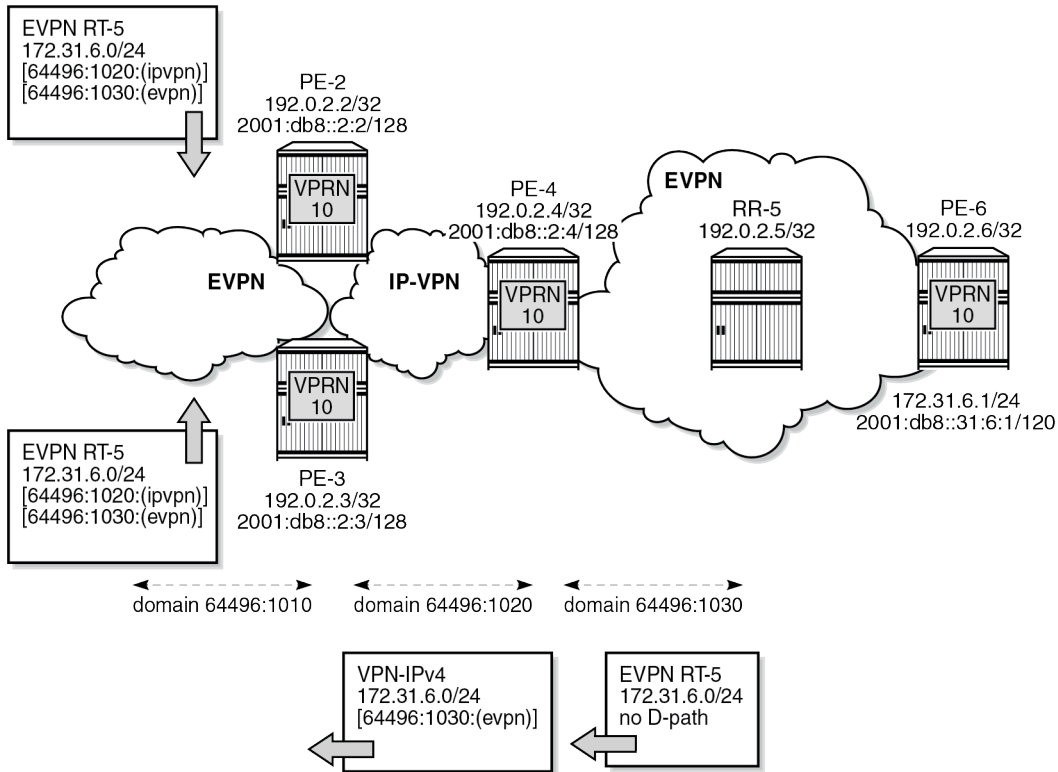 EVPN RT-5
172.31.6.0/24
[64496:1020:(ipvpn)]
[64496:1030:(evpn)]
PE-2
192.0.2.2/32
2001:db8::2:2/128
VPRN
10
EVPN
IP-VPN
PE-4
192.0.2.4/32
2001:db8::2:4/128
VPRN
10
EVPN
RR-5
192.0.2.5/32
PE-6
192.0.2.6/32
VPRN
10
172.31.6.1/24
2001:db8::31:6:1/120
VPRN
10
PE-3
192.0.2.3/32
2001:db8::2:3/128
EVPN RT-5
172.31.6.0/24
[64496:1020:(ipvpn)]
[64496:1030:(evpn)]
domain 64496:1010
domain 64496:1020
domain 64496:1030
VPN-IPv4
172.31.6.0/24
[64496:1030:(evpn)]
EVPN RT-5
172.31.6.0/24
no D-path